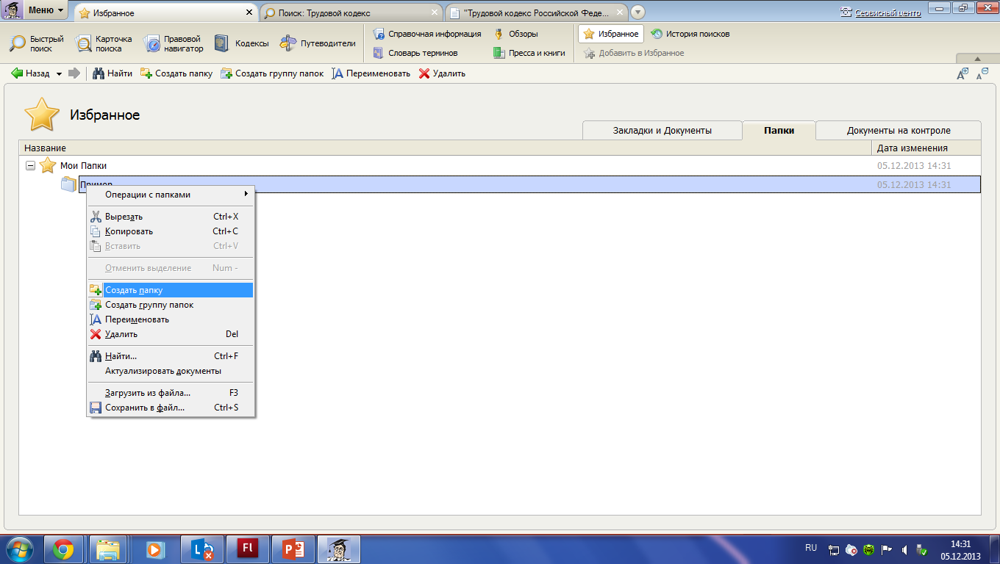 Меню
Избранное
Поиск: Трудовой кодекс
"Трудовой кодекс Российской Феде...
Сервисный центр
Быстрый
поиск
Карточка
поиска
Правовой
навигатор
Кодексы
Путеводители
Справочная информация
Словарь терминов
Обзоры
Пресса и книги
Избранное
История поисков
Добавить в Избранное
Назад
Найти
Создать папку
Создать группу папок
Переименовать
Удалить
Избранное
Закладки и Документы
Папки
Документы на контроле
Название
Дата изменения
Мои Папки
05.12.2013 14:31
Пример
05.12.2013 14:31
Операции с папками
Вырезать Ctrl+X
Копировать Ctrl+C
Вставить Ctrl+V
Отменить выделение Num -
Создать папку
Создать группу папок
Переименовать
Удалить Del
Найти... Ctrl+F
Актуализировать документы
Загрузить из файла... F3
Сохранить в файл... Ctrl+S
RU
14:31
05.12.2013